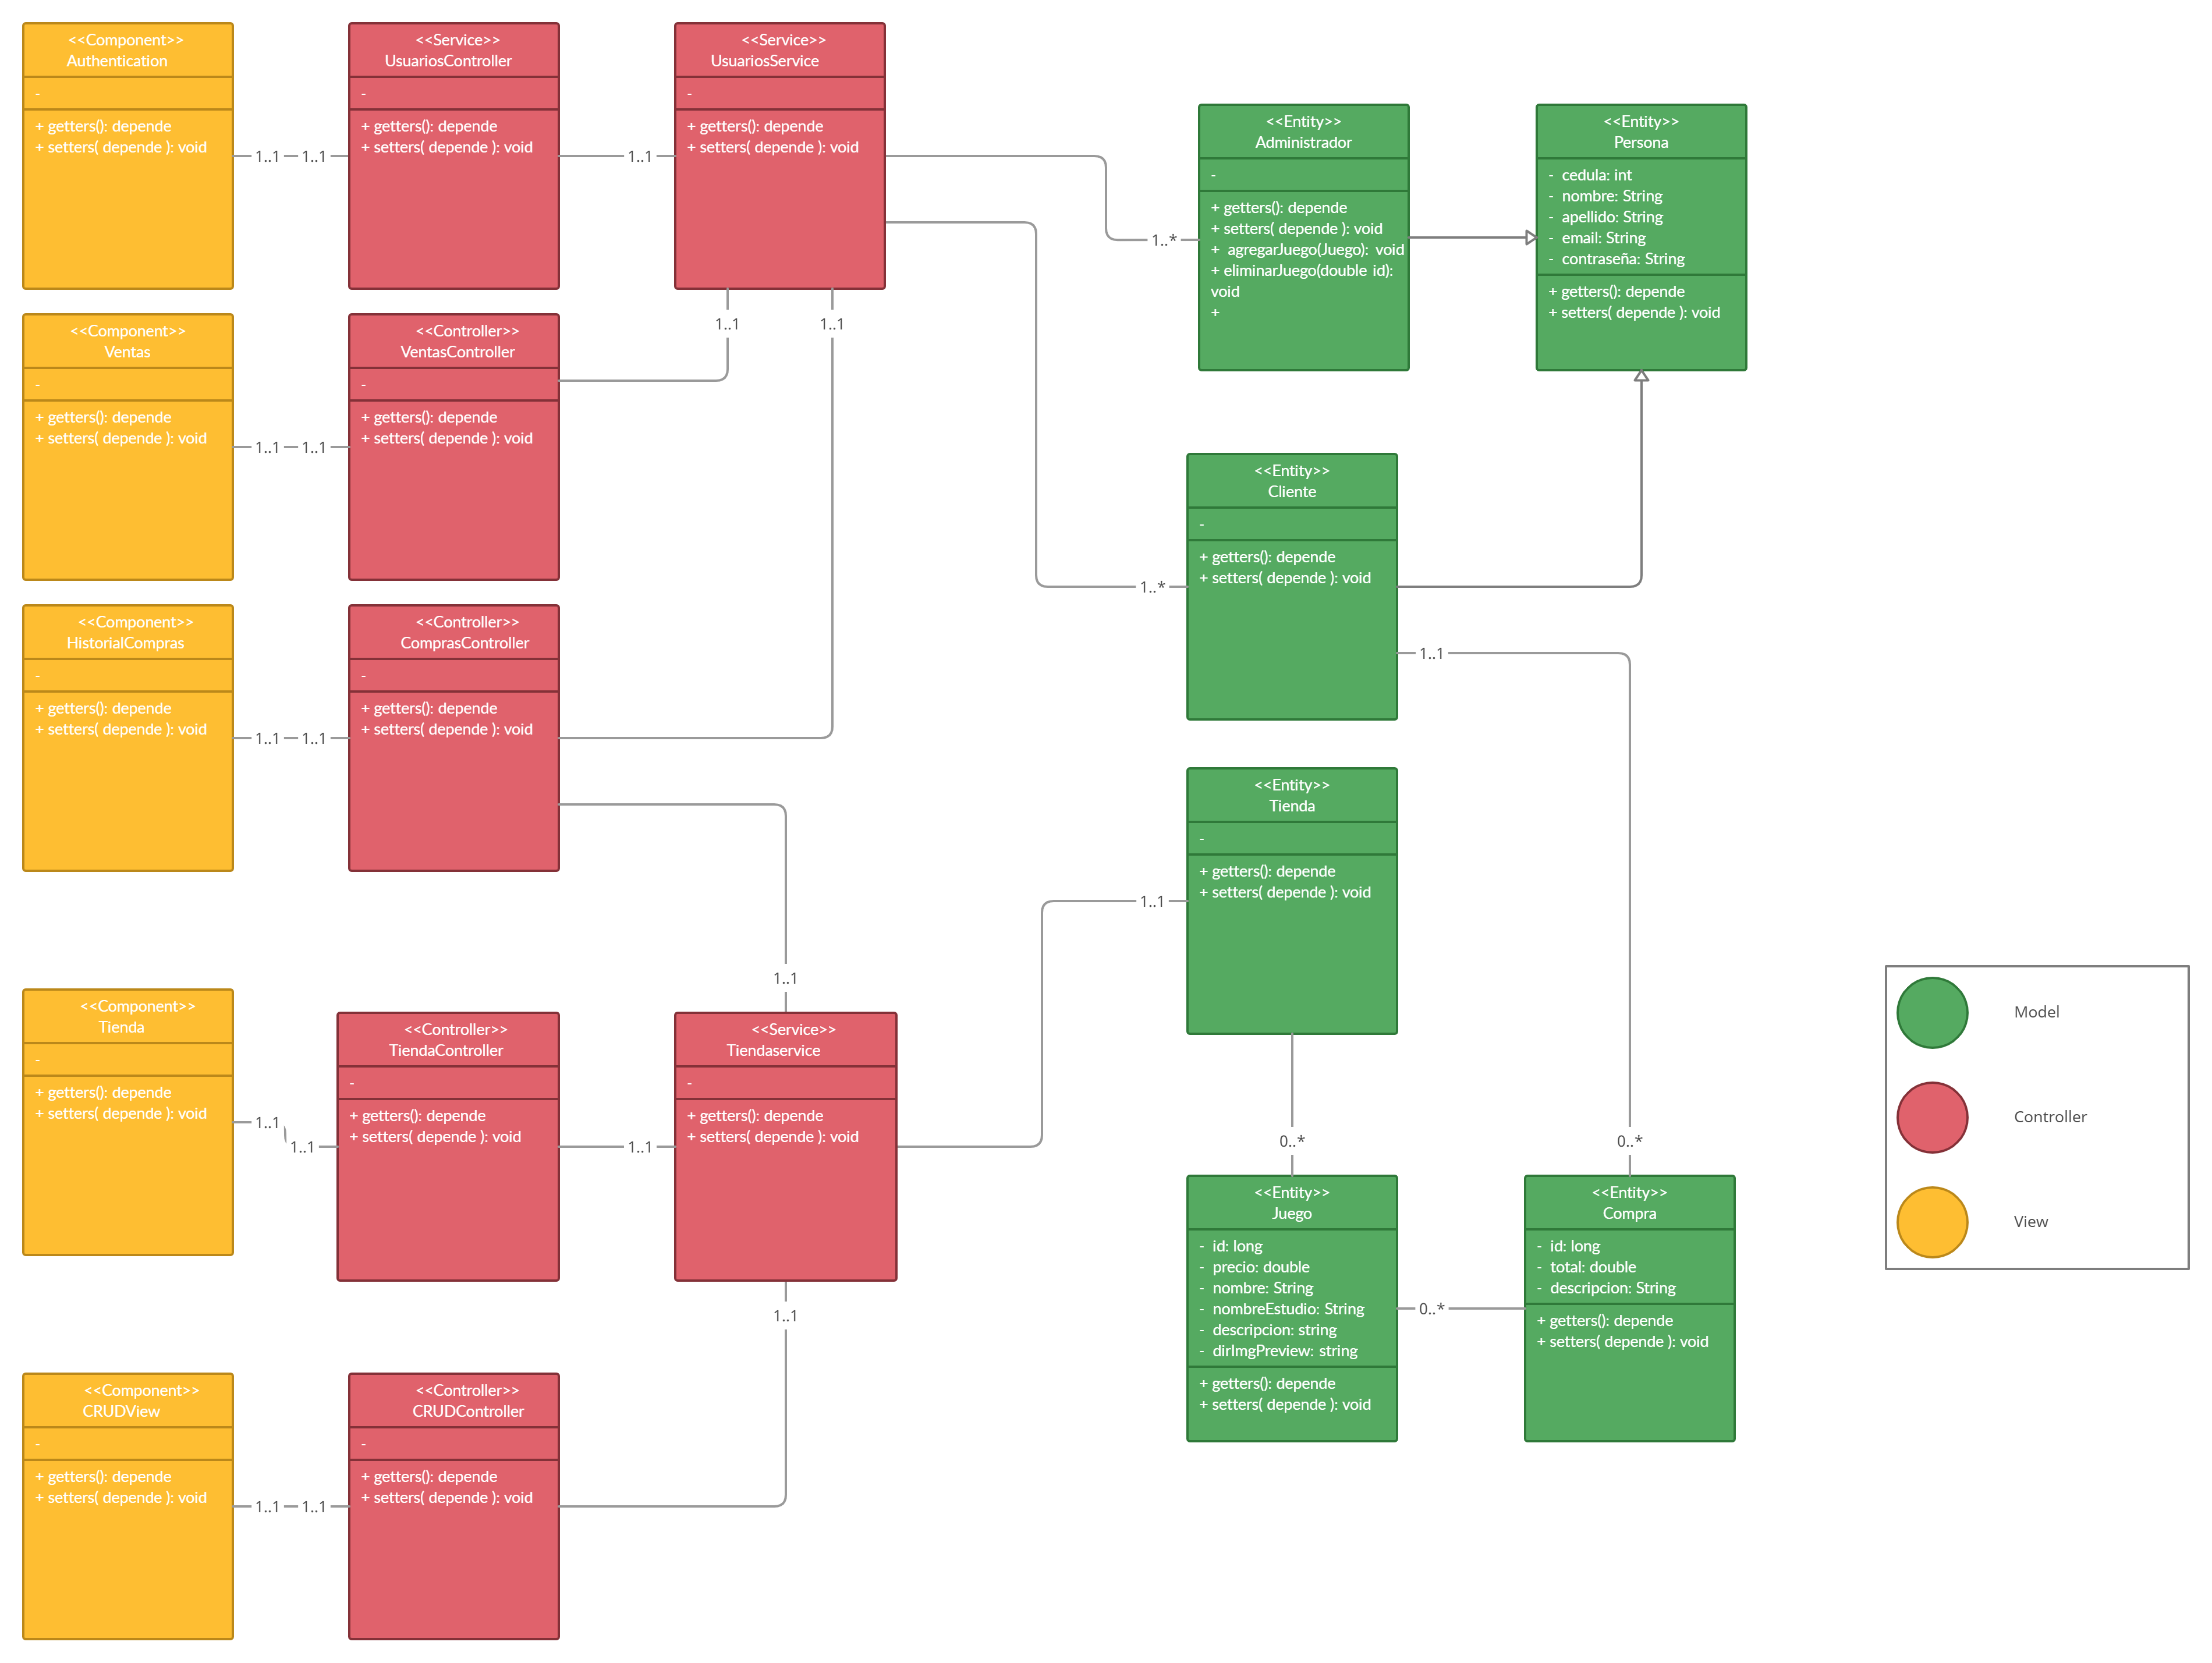 <<Component>>
Authentication
-
+ getters(): depende
+ setters( depende ): void
1..1
1..1
<<Service>>
UsuariosController
-
+ getters(): depende
+ setters( depende ): void
1..1
<<Service>>
UsuariosService
-
+ getters(): depende
+ setters( depende ): void
1..*
<<Entity>>
Administrador
-
+ getters(): depende
+ setters( depende ): void
+ agregarJuego(Juego): void
+ eliminarJuego(double id):
void
+
<<Entity>>
Persona
- cedula: int
- nombre: String
- apellido: String
- email: String
- contraseña: String
+ getters(): depende
+ setters( depende ): void
1..1
1..1
<<Component>>
Ventas
-
+ getters(): depende
+ setters( depende ): void
1..1
1..1
<<Controller>>
VentasController
-
+ getters(): depende
+ setters( depende ): void
1..*
<<Entity>>
Cliente
-
+ getters(): depende
+ setters( depende ): void
1..1
<<Component>>
HistorialCompras
-
+ getters(): depende
+ setters( depende ): void
1..1
1..1
<<Controller>>
ComprasController
-
+ getters(): depende
+ setters( depende ): void
1..1
1..1
<<Entity>>
Tienda
-
+ getters(): depende
+ setters( depende ): void
<<Component>>
Tienda
-
+ getters(): depende
+ setters( depende ): void
1..1
1..1
<<Controller>>
TiendaController
-
+ getters(): depende
+ setters( depende ): void
1..1
<<Service>>
Tiendaservice
-
+ getters(): depende
+ setters( depende ): void
0..*
0..*
<<Entity>>
Juego
- id: long
- precio: double
- nombre: String
- nombreEstudio: String
- descripcion: string
- dirImgPreview: string
+ getters(): depende
+ setters( depende ): void
0..*
<<Entity>>
Compra
- id: long
- total: double
- descripcion: String
+ getters(): depende
+ setters( depende ): void
Model
Controller
View
1..1
<<Component>>
CRUDView
-
+ getters(): depende
+ setters( depende ): void
1..1
1..1
<<Controller>>
CRUDController
-
+ getters(): depende
+ setters( depende ): void